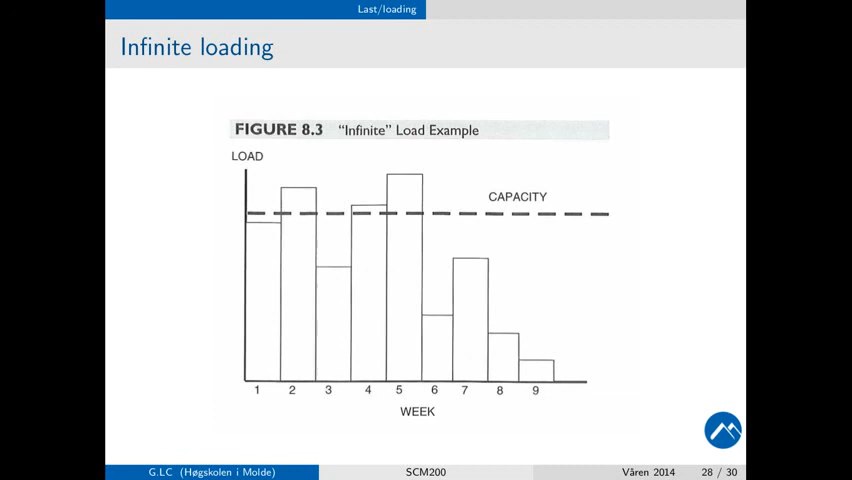 Last/loading
Infinite loading
FIGURE 8.3 "Infinite" Load Example
LOAD
CAPACITY
1 2 3 4 5 6 7 8 9
WEEK
G.LC (Høgskolen i Molde) SCM200 Våren 2014 28 / 30